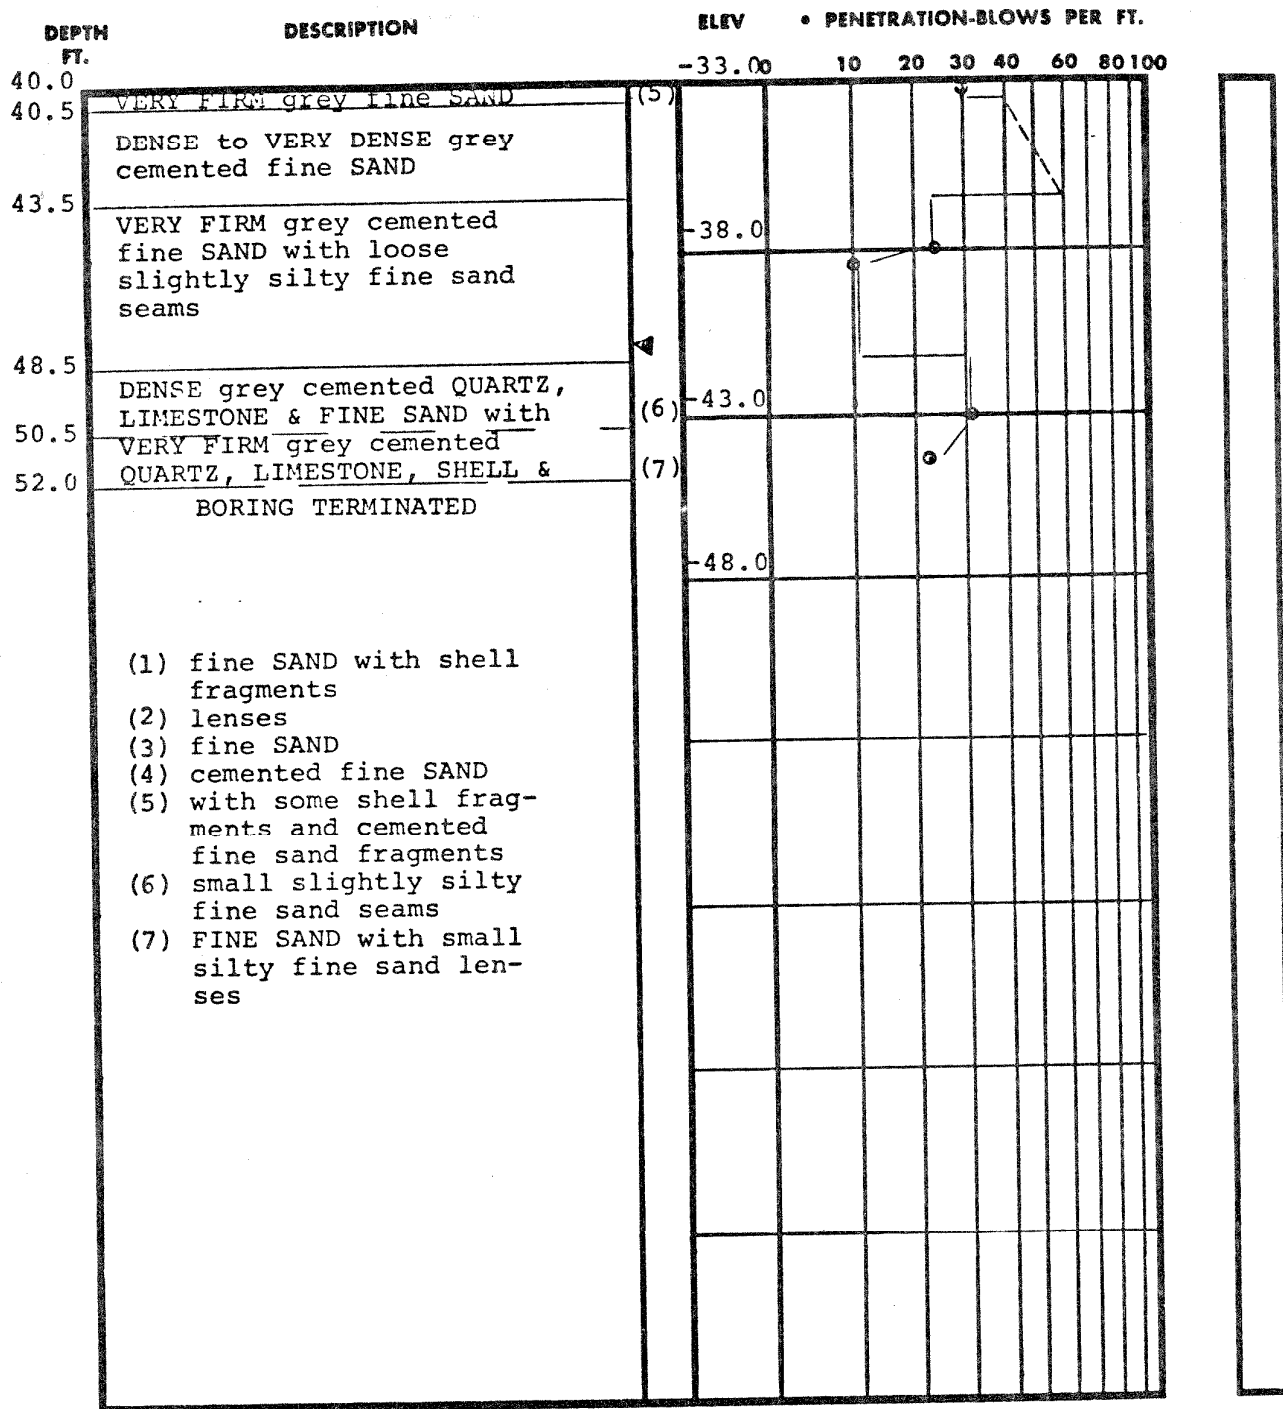 DEPTH FT. DESCRIPTION ELEV • PENETRATION-BLOWS PER FT.
40.0 -33.0 0 10 20 30 40 60 80 100
VERY FIRM grey fine SAND (5)
40.5
DENSE to VERY DENSE grey
cemented fine SAND
43.5
VERY FIRM grey cemented
fine SAND with loose
slightly silty fine sand
seams
-38.0
48.5
DENSE grey cemented QUARTZ,
LIMESTONE & FINE SAND with (6) -43.0
50.5
VERY FIRM grey cemented
QUARTZ, LIMESTONE, SHELL & (7)
52.0
BORING TERMINATED
-48.0
(1) fine SAND with shell
fragments
(2) lenses
(3) fine SAND
(4) cemented fine SAND
(5) with some shell frag-
ments and cemented
fine sand fragments
(6) small slightly silty
fine sand seams
(7) FINE SAND with small
silty fine sand len-
ses